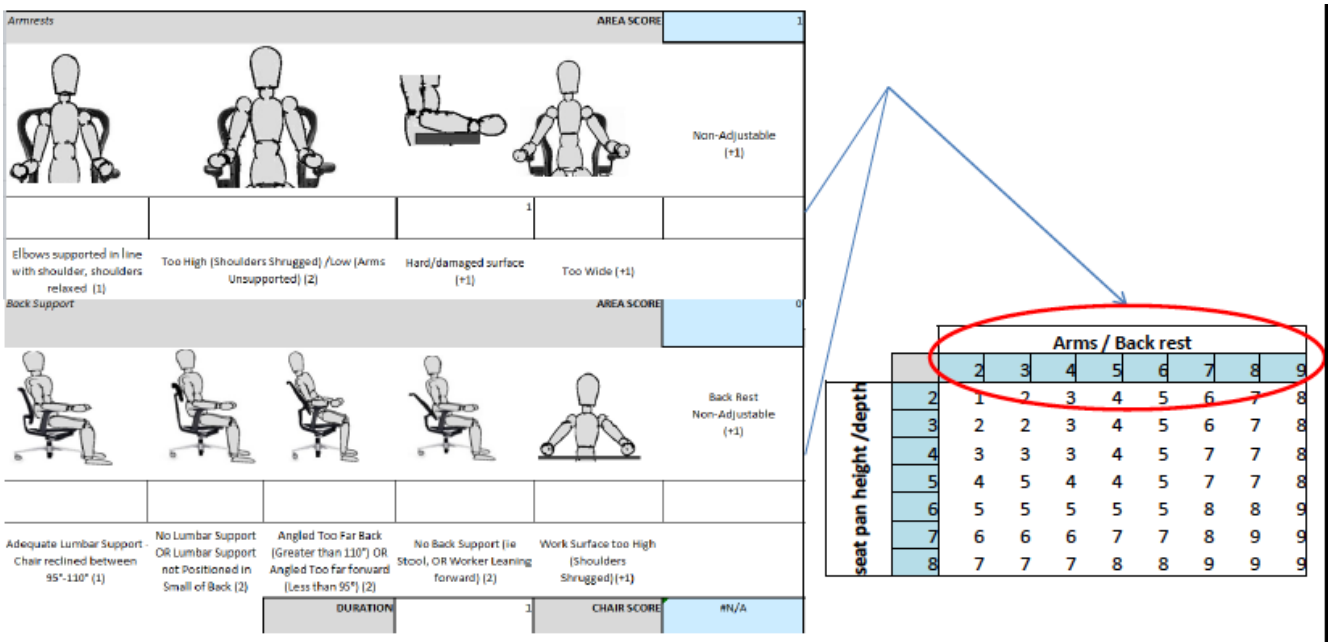 Armrests AREA SCORE 1
Non-Adjustable
(+1)
1
Elbows supported in line
with shoulder, shoulders
relaxed (1)
Too High (Shoulders Shrugged) /Low (Arms
Unsupported) (2)
Hard/damaged surface
(+1)
Too Wide (+1)
Back Support AREA SCORE 0
Back Rest
Non-Adjustable
(+1)
Adequate Lumbar Support -
Chair reclined between
95°-110° (1)
No Lumbar Support
OR Lumbar Support
not Positioned in
Small of Back (2)
Angled Too Far Back
(Greater than 110°) OR
Angled Too far forward
(Less than 95°) (2)
No Back Support (ie
Stool, OR Worker Leaning
forward) (2)
Work Surface too High
(Shoulders
Shrugged)(+1)
DURATION 1 CHAIR SCORE #N/A
Arms / Back rest
2 3 4 5 6 7 8 9
seat pan height /depth
2 1 2 3 4 5 6 7 8
3 2 2 3 4 5 6 7 8
4 3 3 3 4 5 7 7 8
5 4 5 4 4 5 7 7 8
6 5 5 5 5 5 8 8 9
7 6 6 6 7 7 8 9 9
8 7 7 7 8 8 9 9 9